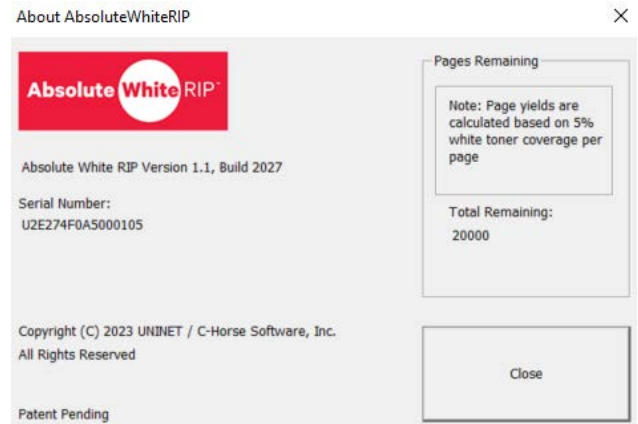 About AbsoluteWhiteRIP
Absolute White RIP™
Absolute White RIP Version 1.1, Build 2027
Serial Number:
U2E274F0A5000105
Copyright (C) 2023 UNINET / C-Horse Software, Inc.
All Rights Reserved
Patent Pending
Pages Remaining
Note: Page yields are
calculated based on 5%
white toner coverage per
page
Total Remaining:
20000
Close